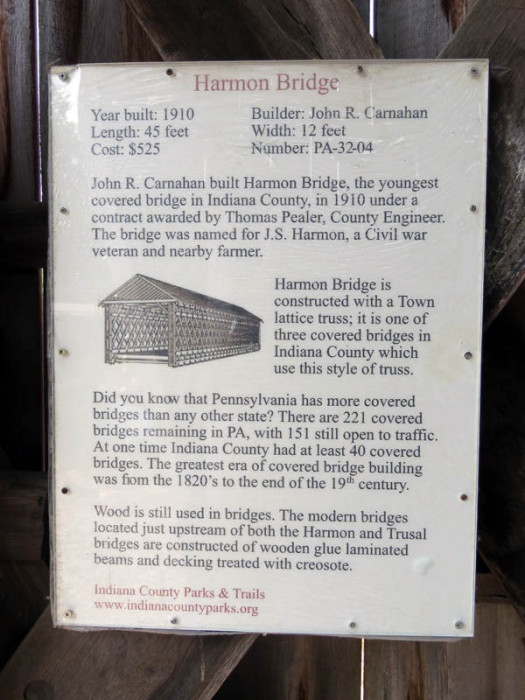 Harmon Bridge
Year built: 1910
Builder: John R. Carnahan
Length: 45 feet
Width: 12 feet
Cost: $525
Number: PA-32-04
John R. Carnahan built Harmon Bridge, the youngest
covered bridge in Indiana County, in 1910 under a
contract awarded by Thomas Pealer, County Engineer.
The bridge was named for J.S. Harmon, a Civil war
veteran and nearby farmer.
Harmon Bridge is
constructed with a Town
lattice truss; it is one of
three covered bridges in
Indiana County which
use this style of truss.
Did you know that Pennsylvania has more covered
bridges than any other state? There are 221 covered
bridges remaining in PA, with 151 still open to traffic.
At one time Indiana County had at least 40 covered
bridges. The greatest era of covered bridge building
was from the 1820's to the end of the 19th century.
Wood is still used in bridges. The modern bridges
located just upstream of both the Harmon and Trusal
bridges are constructed of wooden glue laminated
beams and decking treated with creosote.
Indiana County Parks & Trails
www.indianacountyparks.org